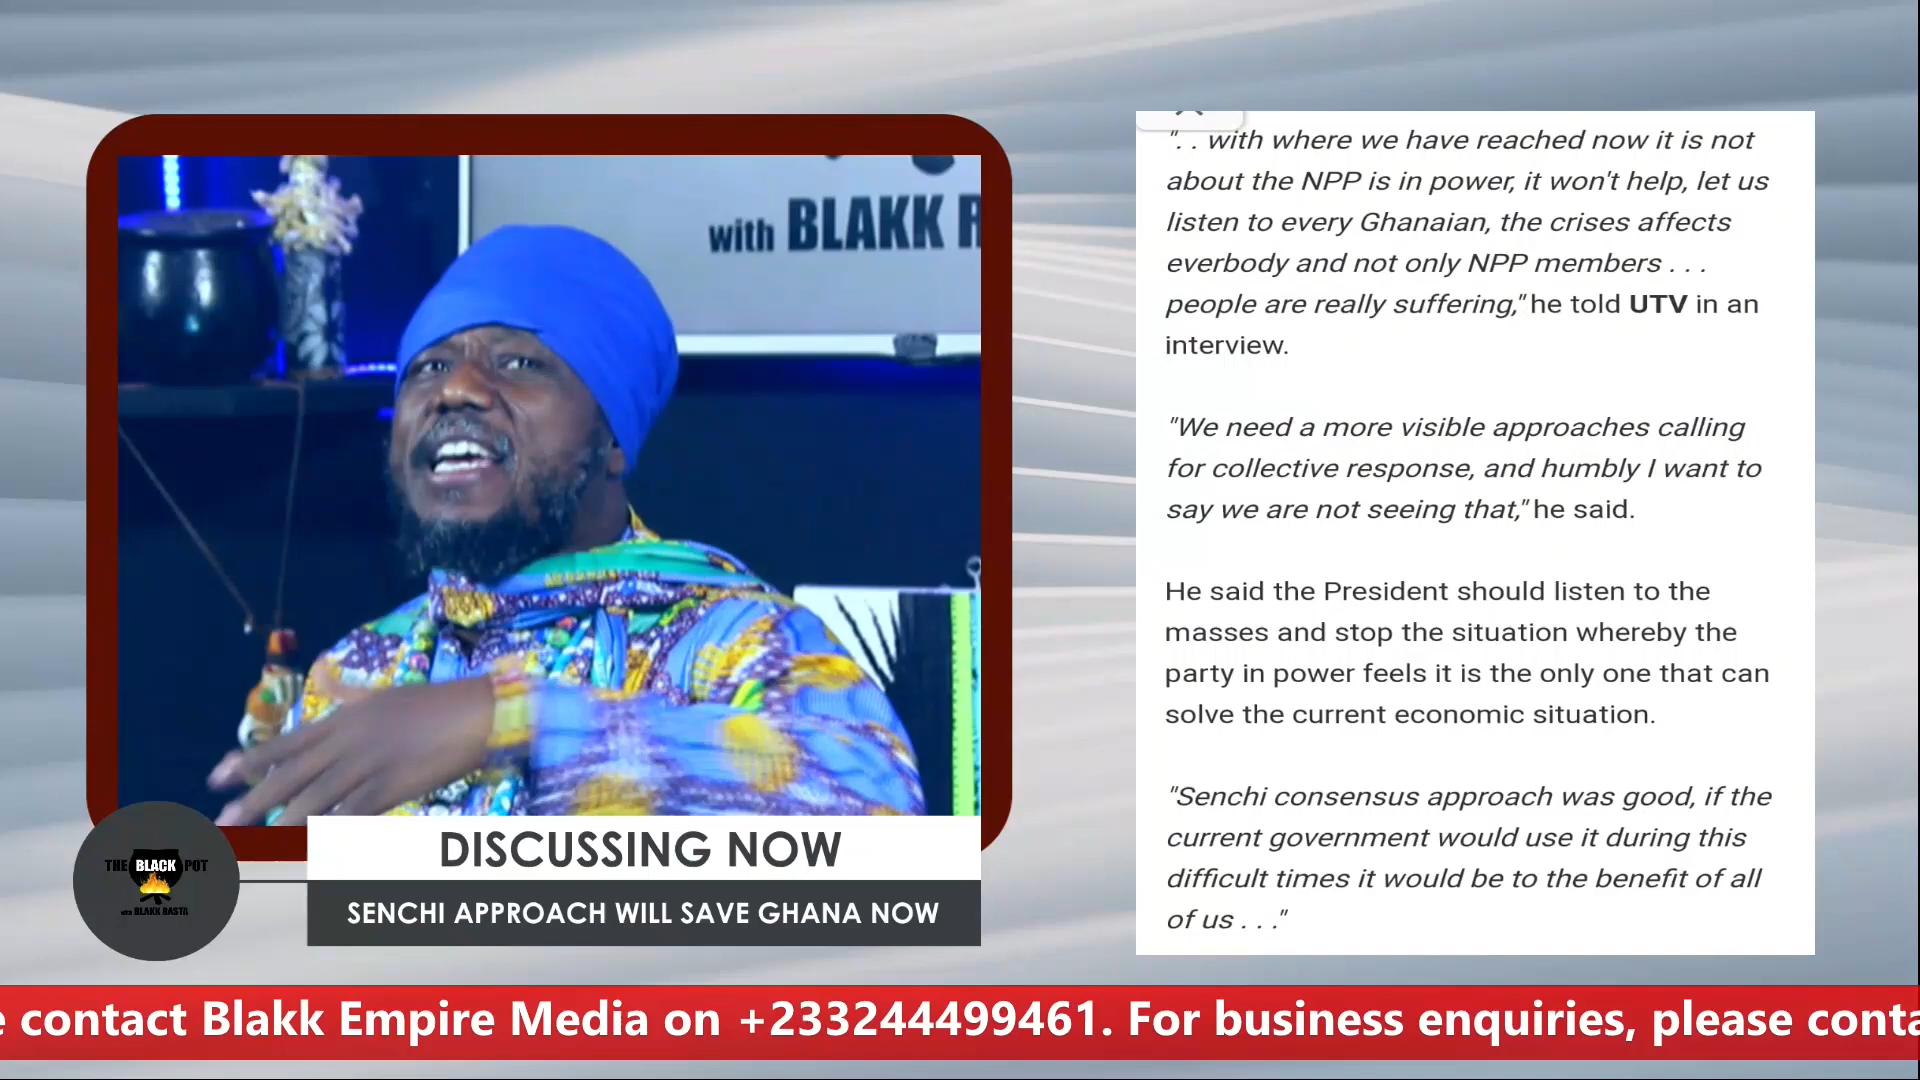 with BLAKK R
DISCUSSING NOW
SENCHI APPROACH WILL SAVE GHANA NOW
THE BLACK POT
with BLAKK RASTA
". . with where we have reached now it is not
about the NPP is in power, it won't help, let us
listen to every Ghanaian, the crises affects
everbody and not only NPP members . . .
people are really suffering," he told UTV in an
interview.
"We need a more visible approaches calling
for collective response, and humbly I want to
say we are not seeing that," he said.
He said the President should listen to the
masses and stop the situation whereby the
party in power feels it is the only one that can
solve the current economic situation.
"Senchi consensus approach was good, if the
current government would use it during this
difficult times it would be to the benefit of all
of us . . ."
e contact Blakk Empire Media on +233244499461. For business enquiries, please conta